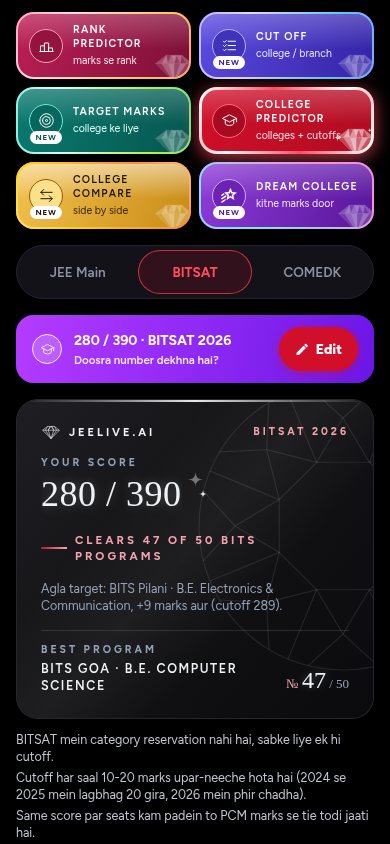 RANK
PREDICTOR
marks se rank
CUT OFF
college / branch
NEW
TARGET MARKS
college ke liye
NEW
COLLEGE
PREDICTOR
colleges + cutoffs
COLLEGE
COMPARE
side by side
NEW
DREAM COLLEGE
kitne marks door
NEW
JEE Main
BITSAT
COMEDK
280 / 390 · BITSAT 2026
Doosra number dekhna hai?
Edit
JEELIVE.AI
BITSAT 2026
YOUR SCORE
280 / 390
CLEARS 47 OF 50 BITS
PROGRAMS
Agla target: BITS Pilani · B.E. Electronics &
Communication, +9 marks aur (cutoff 289).
BEST PROGRAM
BITS GOA · B.E. COMPUTER
SCIENCE
№ 47 / 50
BITSAT mein category reservation nahi hai, sabke liye ek hi
cutoff.
Cutoff har saal 10-20 marks upar-neeche hota hai (2024 se
2025 mein lagbhag 20 gira, 2026 mein phir chadha).
Same score par seats kam padein to PCM marks se tie todi jaati
hai.